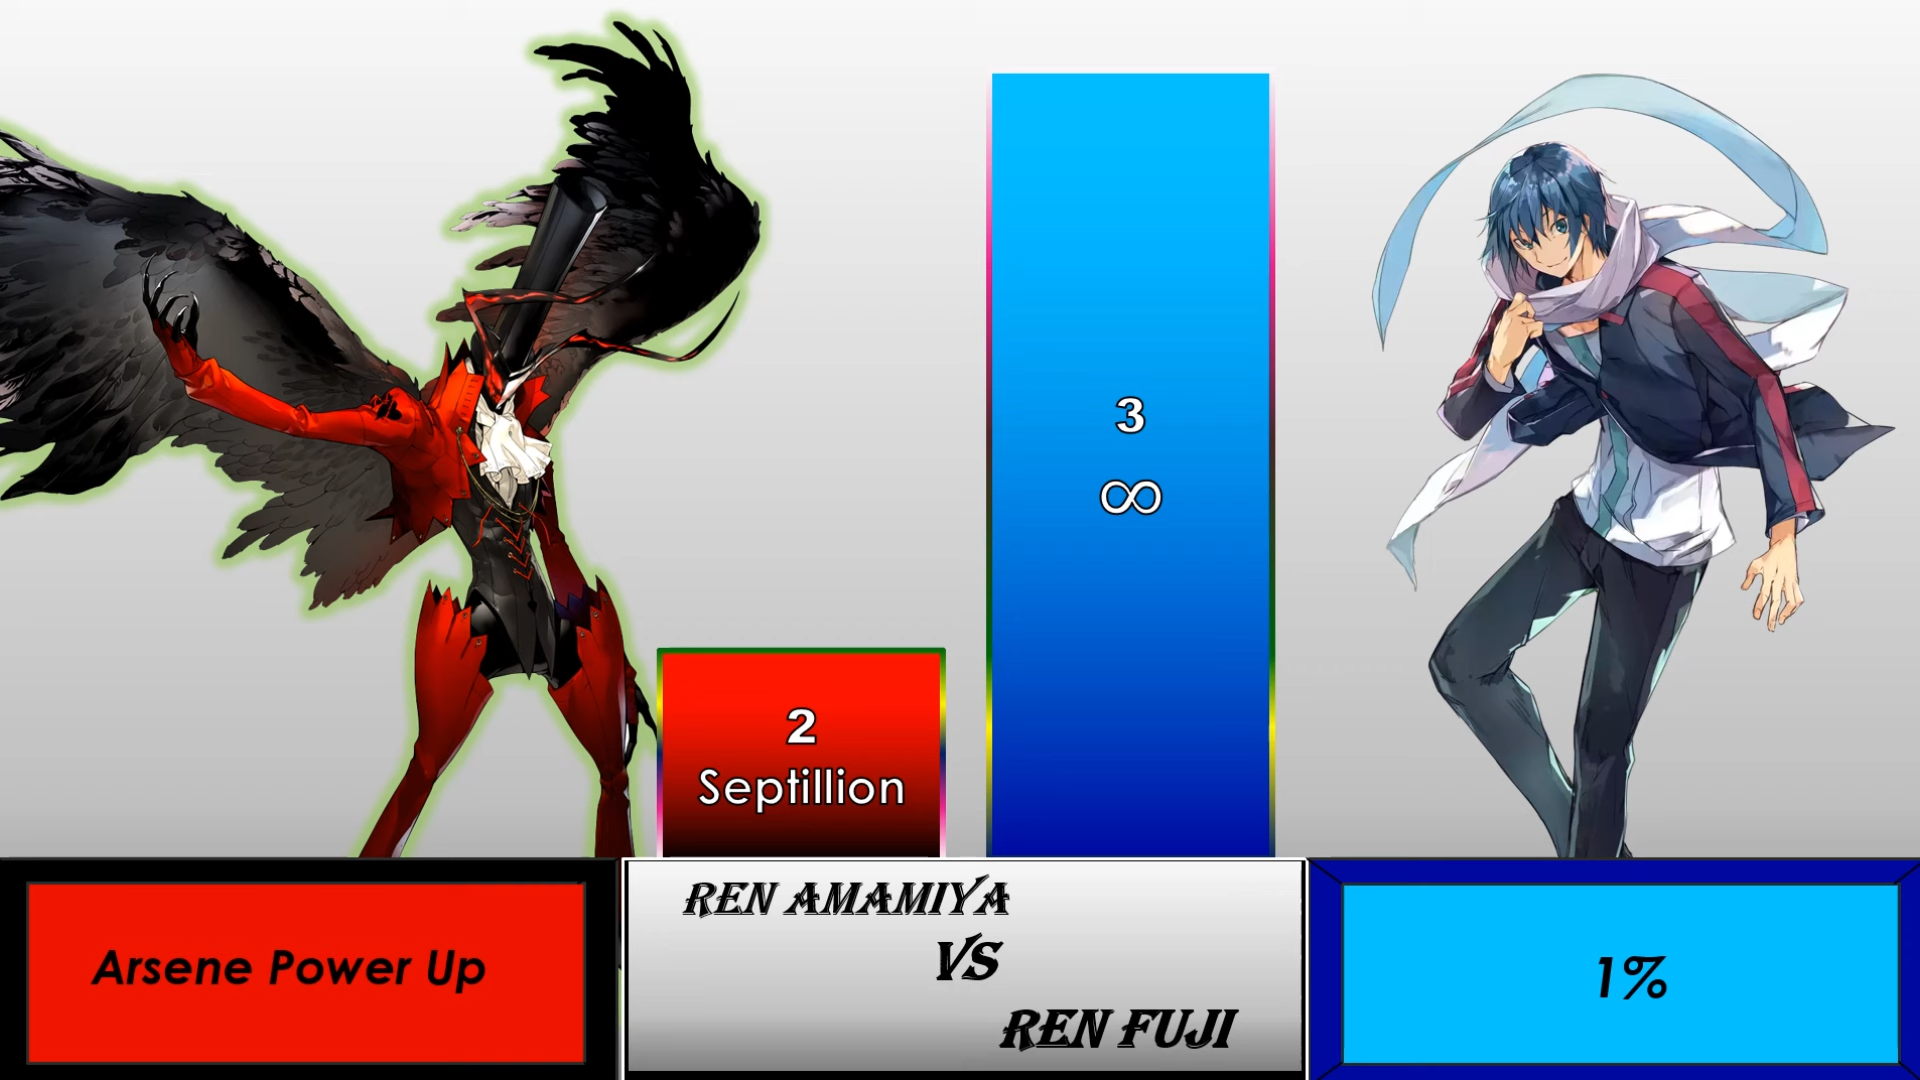 3
∞
2
Septillion
REN AMAMIYA
VS
REN FUJI
Arsene Power Up
1%